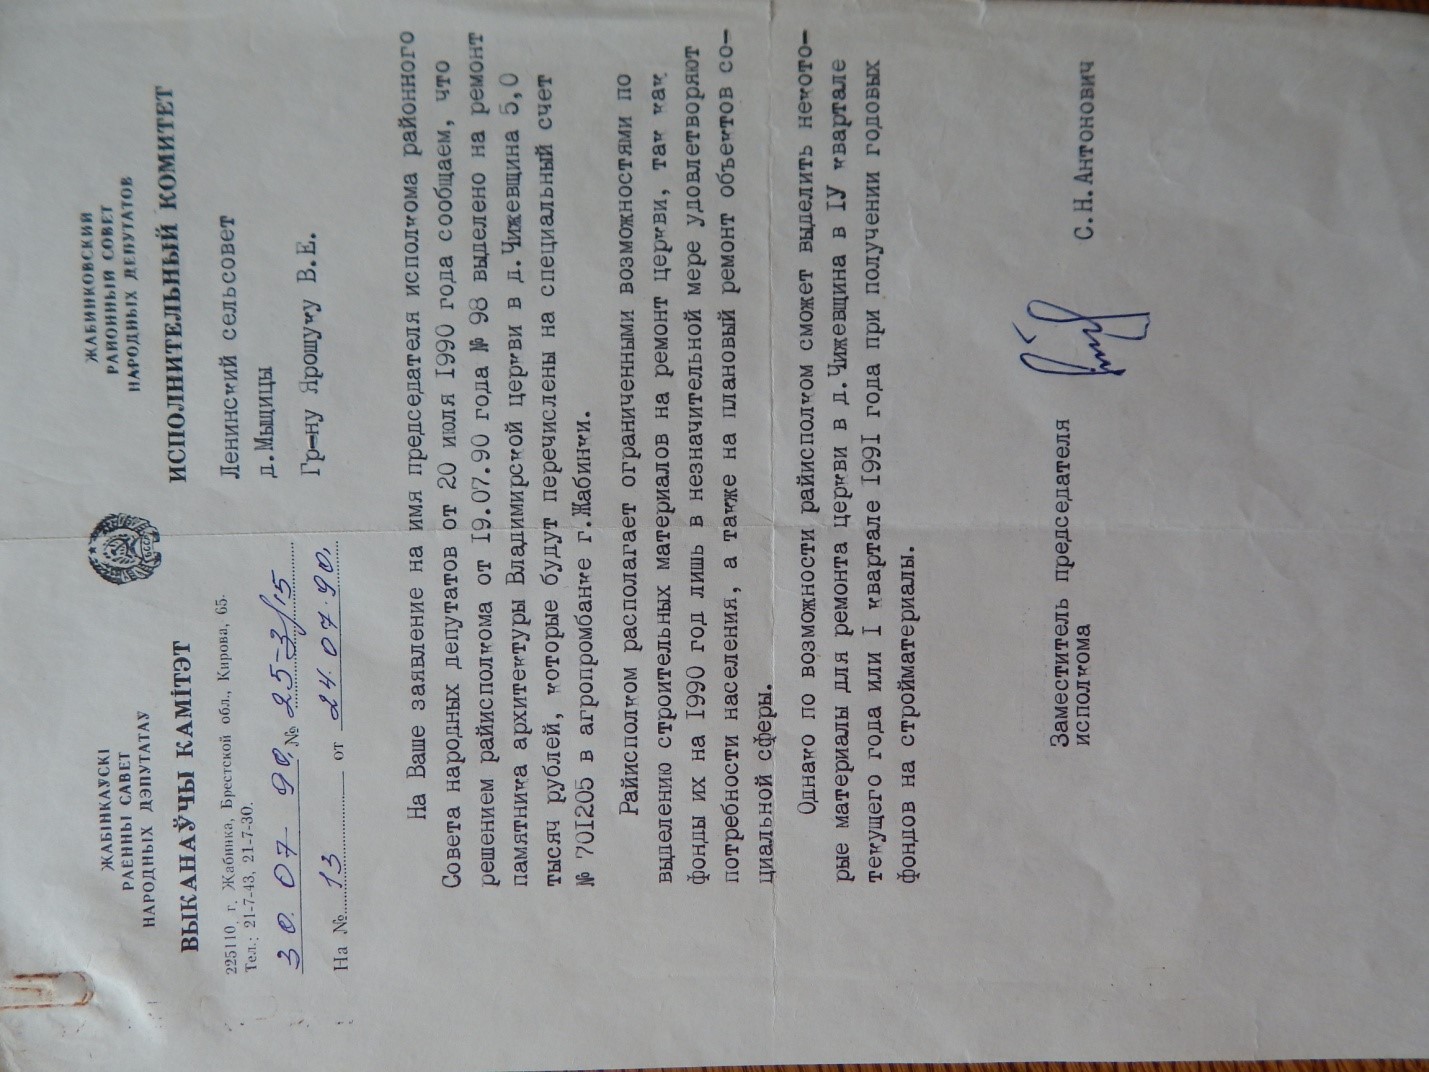 ЖАБІНКАЎСКІ
РАЕННЫ САВЕТ
НАРОДНЫХ ДЭПУТАТАЎ
ВЫКАНАЎЧЫ КАМІТЭТ
225110, г. Жабинка, Брестской обл., Кирова, 65.
Тел.: 21-7-43, 21-7-30.
30.07.90. № 25-3/15
На № 13 от 24.07.90.
ЖАБИНКОВСКИЙ
РАЙОННЫЙ СОВЕТ
НАРОДНЫХ ДЕПУТАТОВ
ИСПОЛНИТЕЛЬНЫЙ КОМИТЕТ
Ленинский сельсовет
д.Мыщицы
Гр-ну Ярошуку В.Е.
На Ваше заявление на имя председателя исполкома районного
Совета народных депутатов от 20 июля 1990 года сообщаем, что
решением райисполкома от 19.07.90 года № 98 выделено на ремонт
памятника архитектуры Владимирской церкви в д.Чижевщина 5,0
тысяч рублей, которые будут перечислены на специальный счет
№ 701205 в агропромбанке г.Жабинки.
Райисполком располагает ограниченными возможностями по
выделению строительных материалов на ремонт церкви, так как
фонды их на 1990 год лишь в незначительной мере удовлетворяют
потребности населения, а также на плановый ремонт объектов со-
циальной сферы.
Однако по возможности райисполком сможет выделить некото-
рые материалы для ремонта церкви в д.Чижевщина в IУ квартале
текущего года или I квартале 1991 года при получении годовых
фондов на стройматериалы.
Заместитель председателя
исполкома С.Н.Антонович